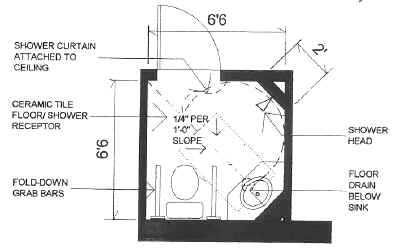 6'6
2'
SHOWER CURTAIN
ATTACHED TO
CEILING
CERAMIC TILE
FLOOR/ SHOWER
RECEPTOR
1/4" PER
1'-0"
SLOPE
6'6
SHOWER
HEAD
FOLD-DOWN
GRAB BARS
FLOOR
DRAIN
BELOW
SINK